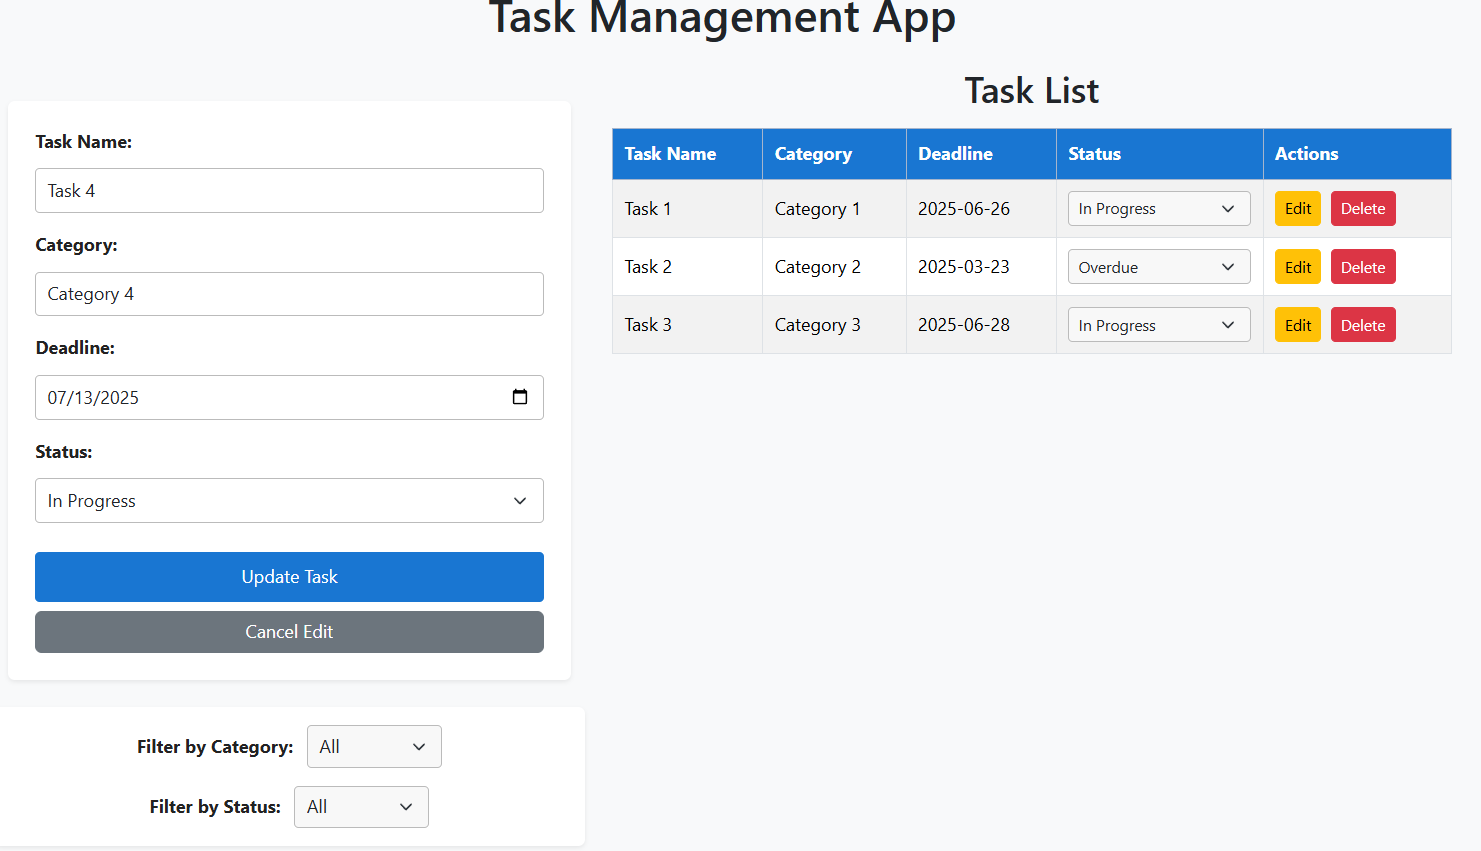 Task Management App
Task Name:
Task 4
Category:
Category 4
Deadline:
07/13/2025
Status:
In Progress
Update Task
Cancel Edit
Filter by Category: All
Filter by Status: All
Task List
Task Name Category Deadline Status Actions
Task 1 Category 1 2025-06-26 In Progress Edit Delete
Task 2 Category 2 2025-03-23 Overdue Edit Delete
Task 3 Category 3 2025-06-28 In Progress Edit Delete